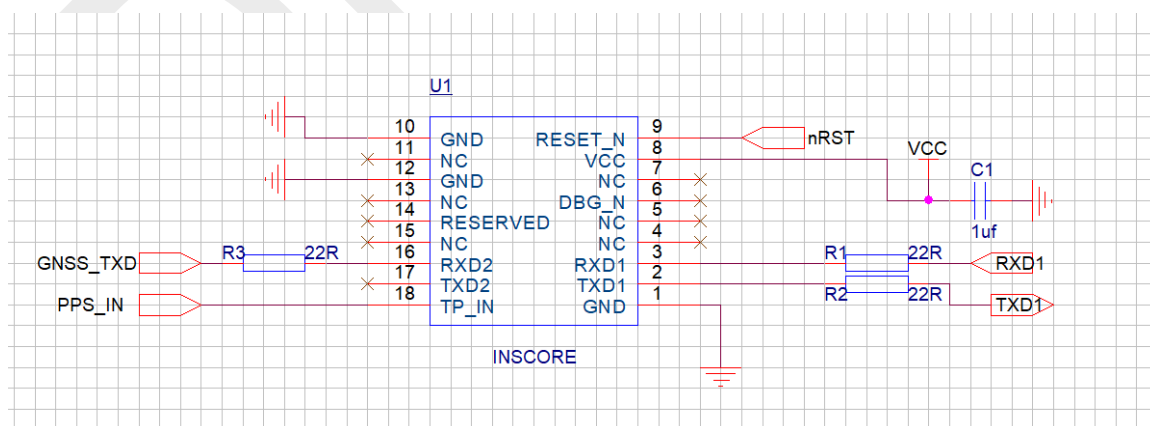 U1
10 GND RESET_N 9 nRST
11 NC VCC 8 VCC
12 GND NC 7 C1
13 NC DBG_N 6
14 RESERVED NC 5 1uf
15 NC NC 4
GNSS_TXD R3 22R 16 RXD2 RXD1 3 R1 22R RXD1
17 TXD2 TXD1 2 R2 22R TXD1
PPS_IN 18 TP_IN GND 1
INSCORE